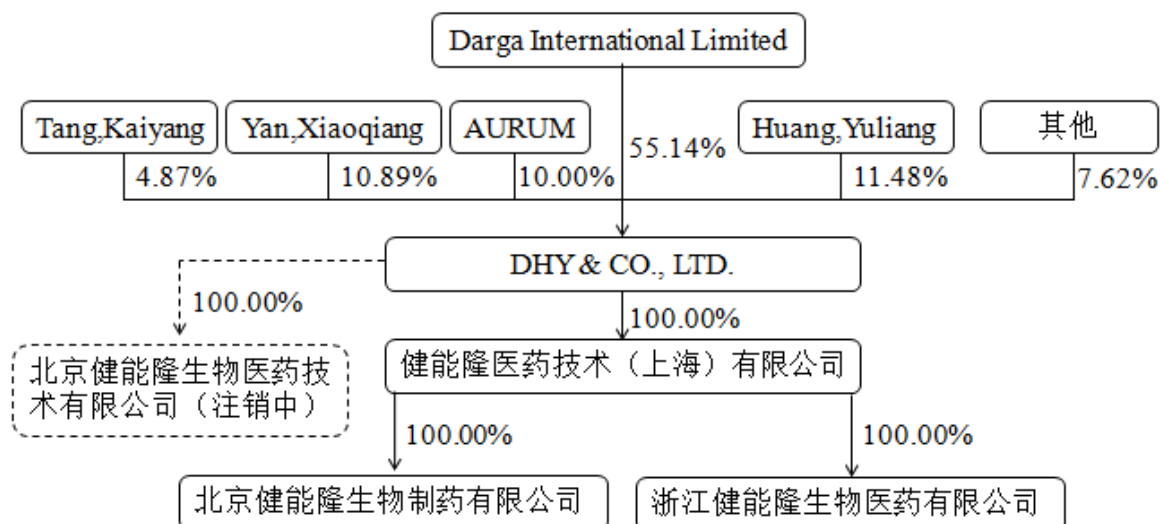 Darga International Limited
Tang,Kaiyang
Yan,Xiaoqiang
AURUM
Huang,Yuliang
其他
4.87%
10.89%
10.00%
55.14%
11.48%
7.62%
DHY & CO., LTD.
100.00%
100.00%
北京健能隆生物医药技
术有限公司（注销中）
健能隆医药技术（上海）有限公司
100.00%
100.00%
北京健能隆生物制药有限公司
浙江健能隆生物医药有限公司